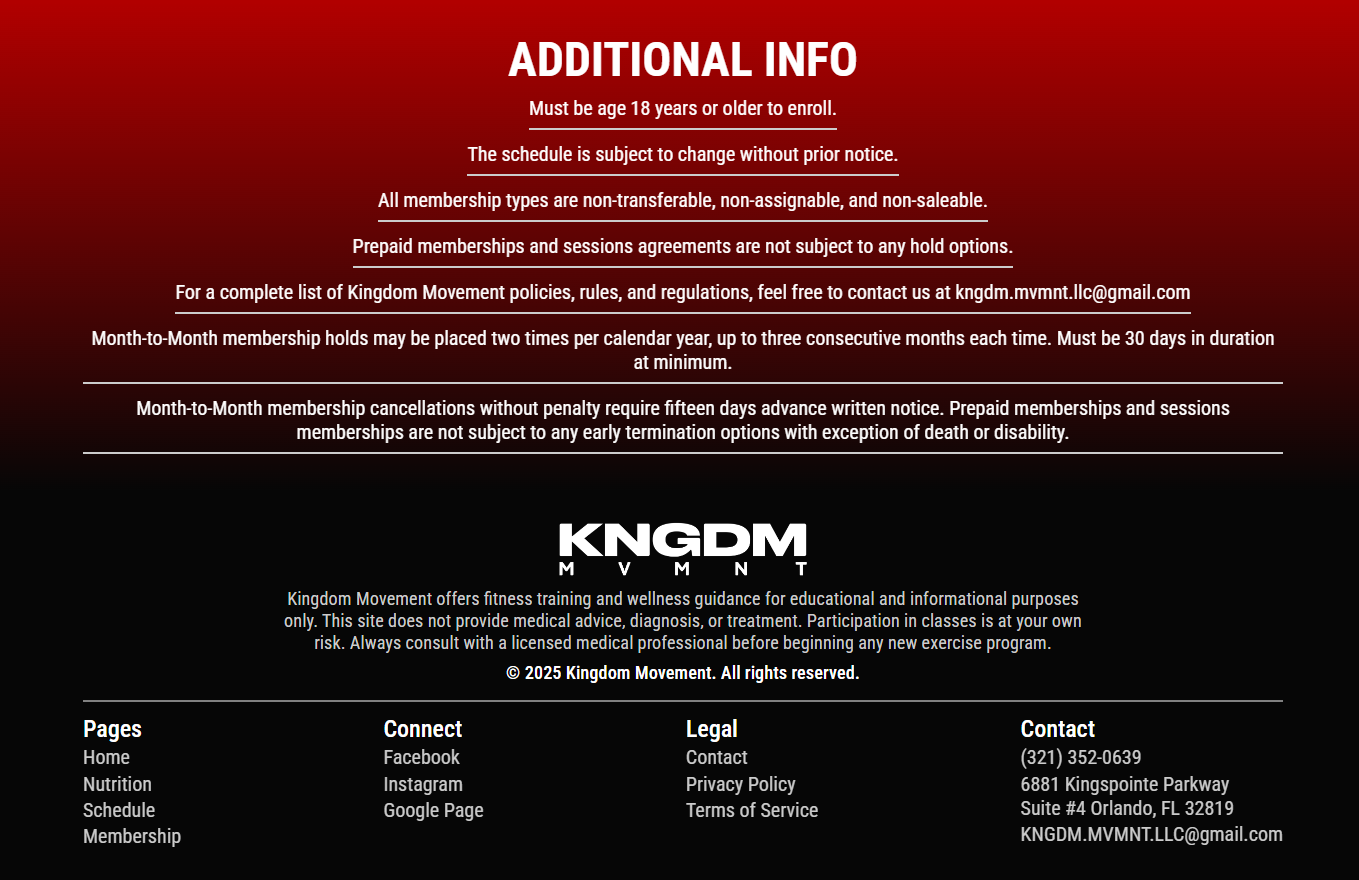 ADDITIONAL INFO
Must be age 18 years or older to enroll.
The schedule is subject to change without prior notice.
All membership types are non-transferable, non-assignable, and non-saleable.
Prepaid memberships and sessions agreements are not subject to any hold options.
For a complete list of Kingdom Movement policies, rules, and regulations, feel free to contact us at kngdm.mvmnt.llc@gmail.com
Month-to-Month membership holds may be placed two times per calendar year, up to three consecutive months each time. Must be 30 days in duration
at minimum.
Month-to-Month membership cancellations without penalty require fifteen days advance written notice. Prepaid memberships and sessions
memberships are not subject to any early termination options with exception of death or disability.
KNGDM
MVMNT
Kingdom Movement offers fitness training and wellness guidance for educational and informational purposes
only. This site does not provide medical advice, diagnosis, or treatment. Participation in classes is at your own
risk. Always consult with a licensed medical professional before beginning any new exercise program.
© 2025 Kingdom Movement. All rights reserved.
Pages
Home
Nutrition
Schedule
Membership
Connect
Facebook
Instagram
Google Page
Legal
Contact
Privacy Policy
Terms of Service
Contact
(321) 352-0639
6881 Kingspointe Parkway
Suite #4 Orlando, FL 32819
KNGDM.MVMNT.LLC@gmail.com